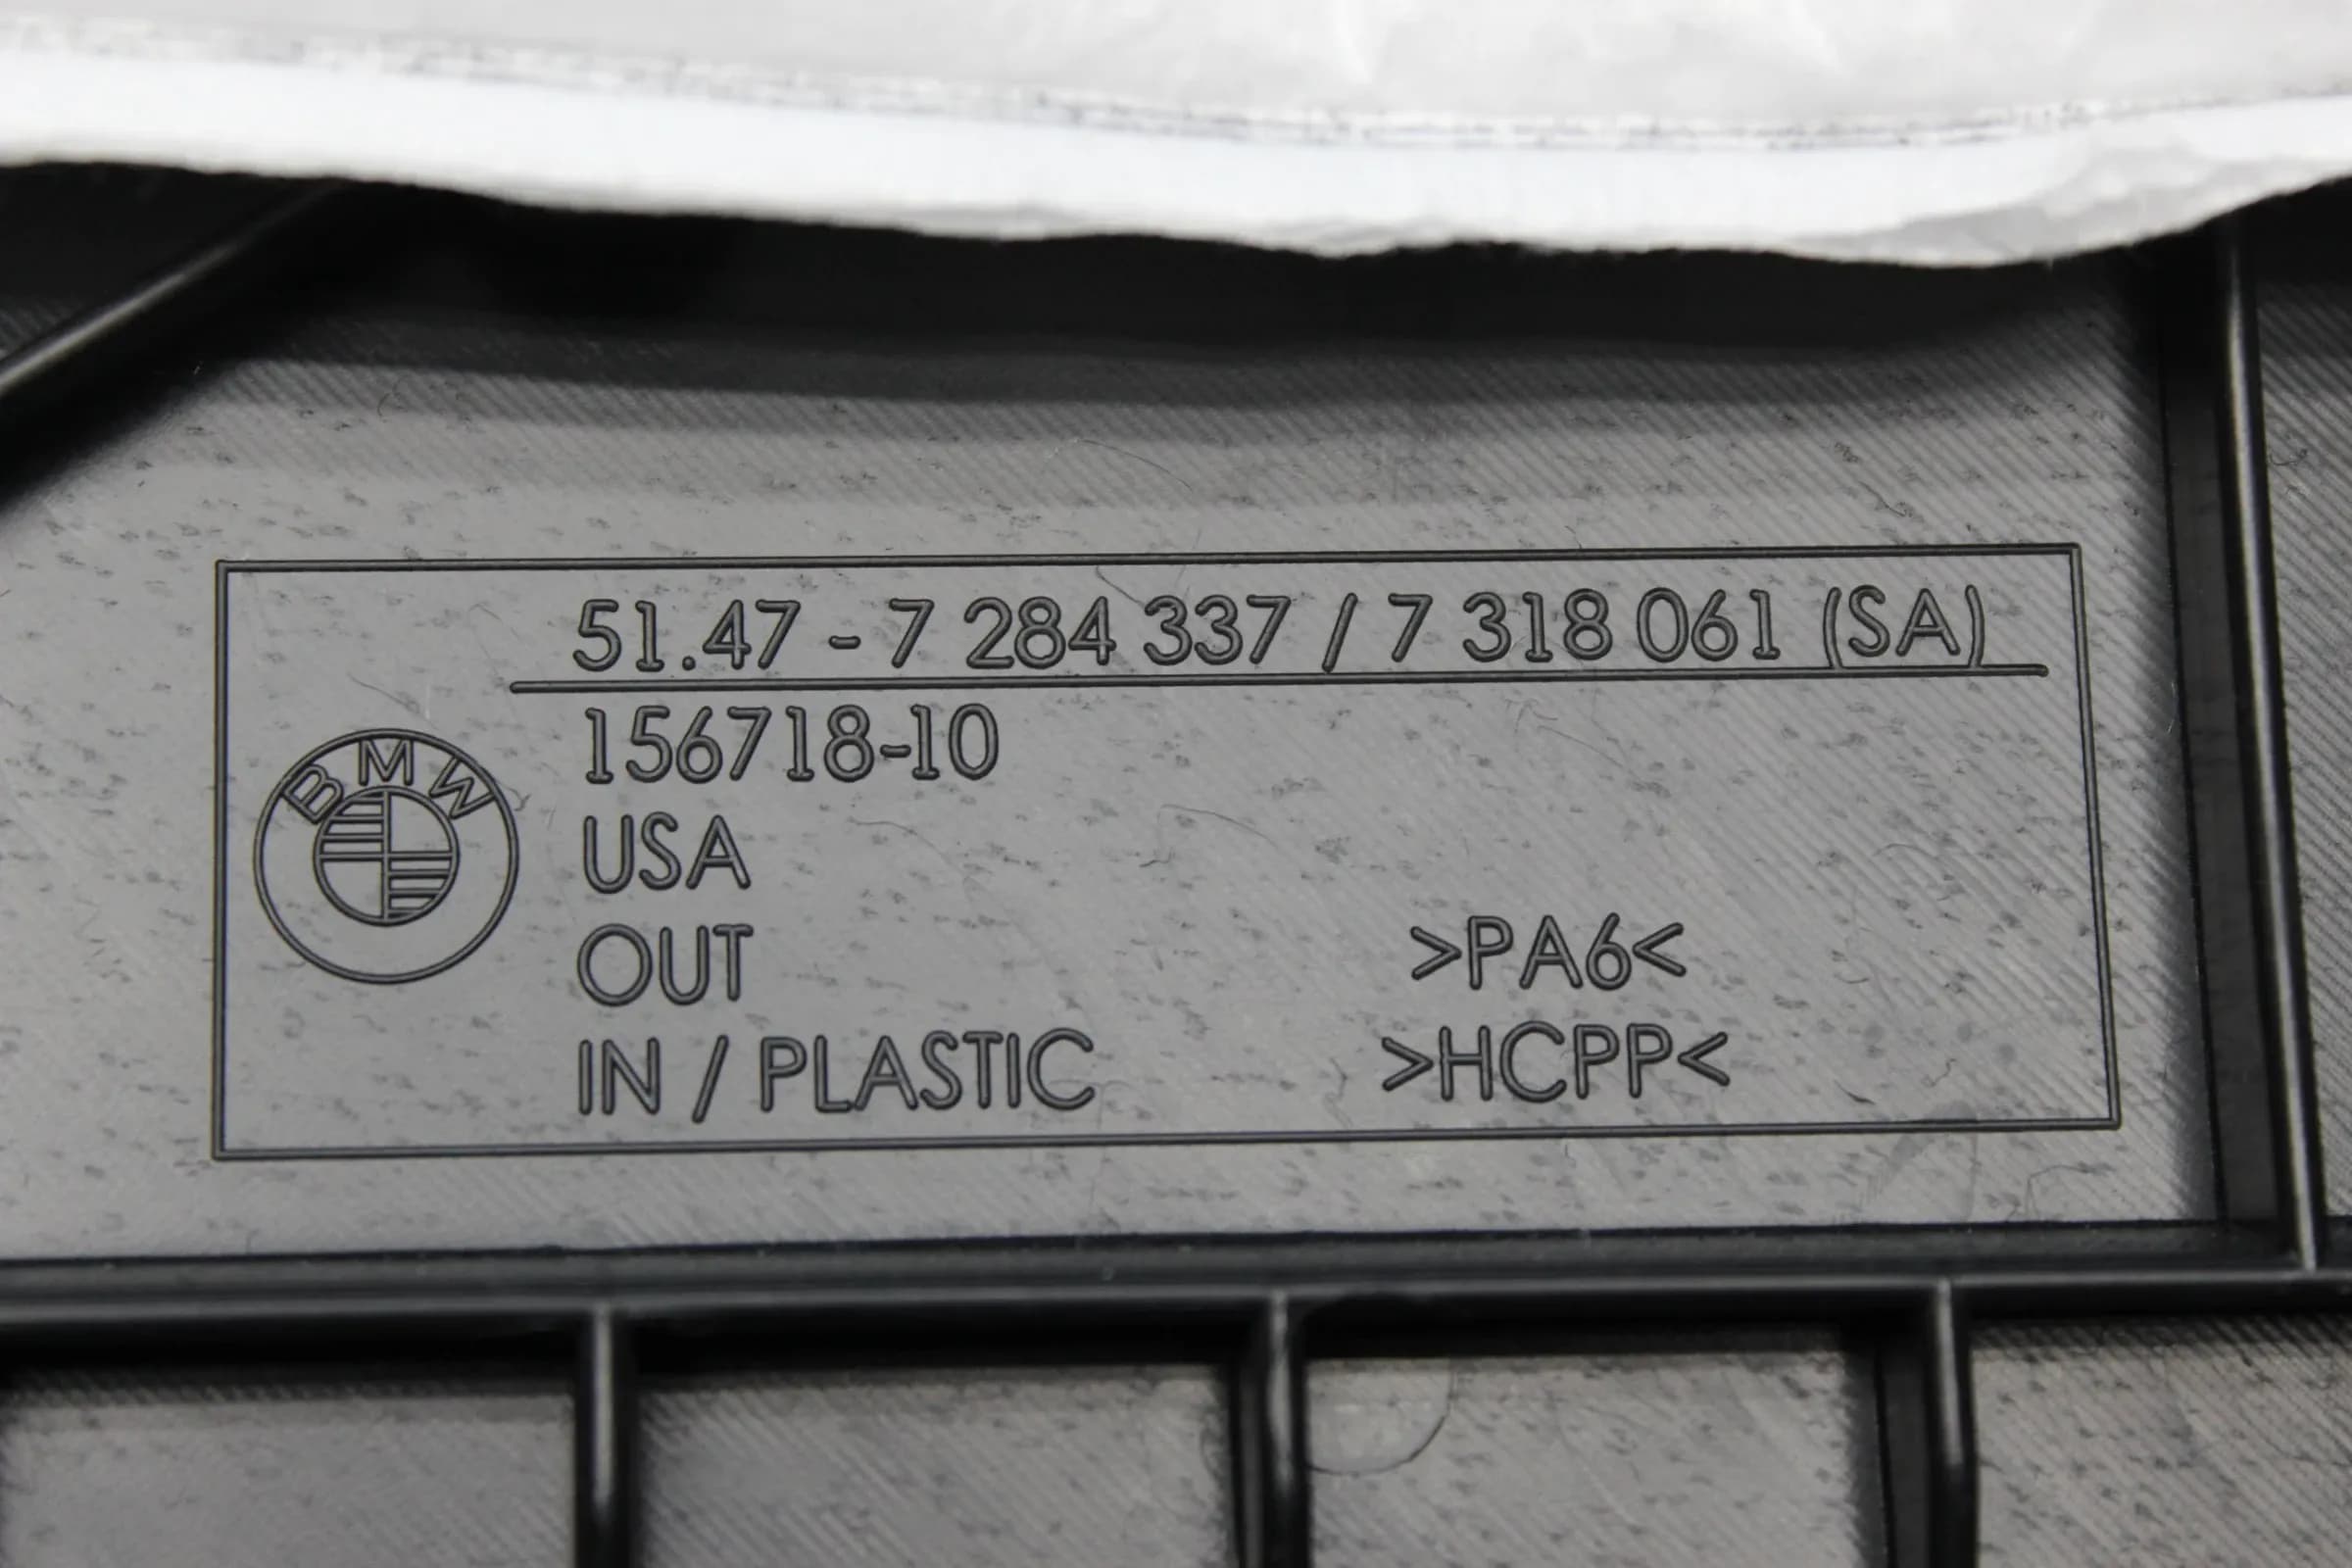 51.47 - 7 284 337 / 7 318 061 (SA)
156718-10
BMW
USA
OUT >PA6<
IN / PLASTIC >HCPP<